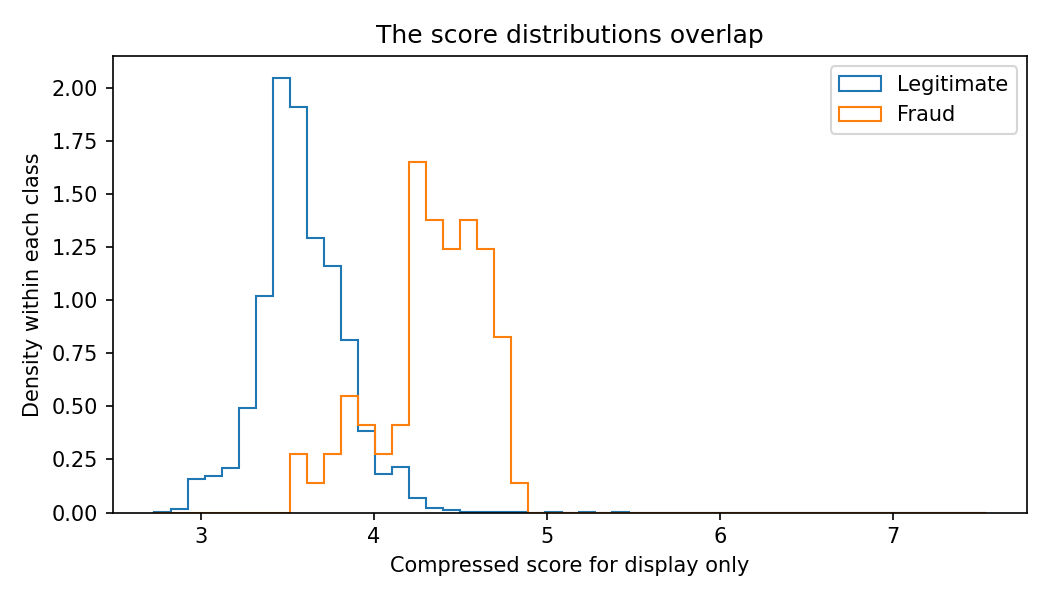 The score distributions overlap
Legitimate
Fraud
Density within each class
2.00
1.75
1.50
1.25
1.00
0.75
0.50
0.25
0.00
3 4 5 6 7
Compressed score for display only